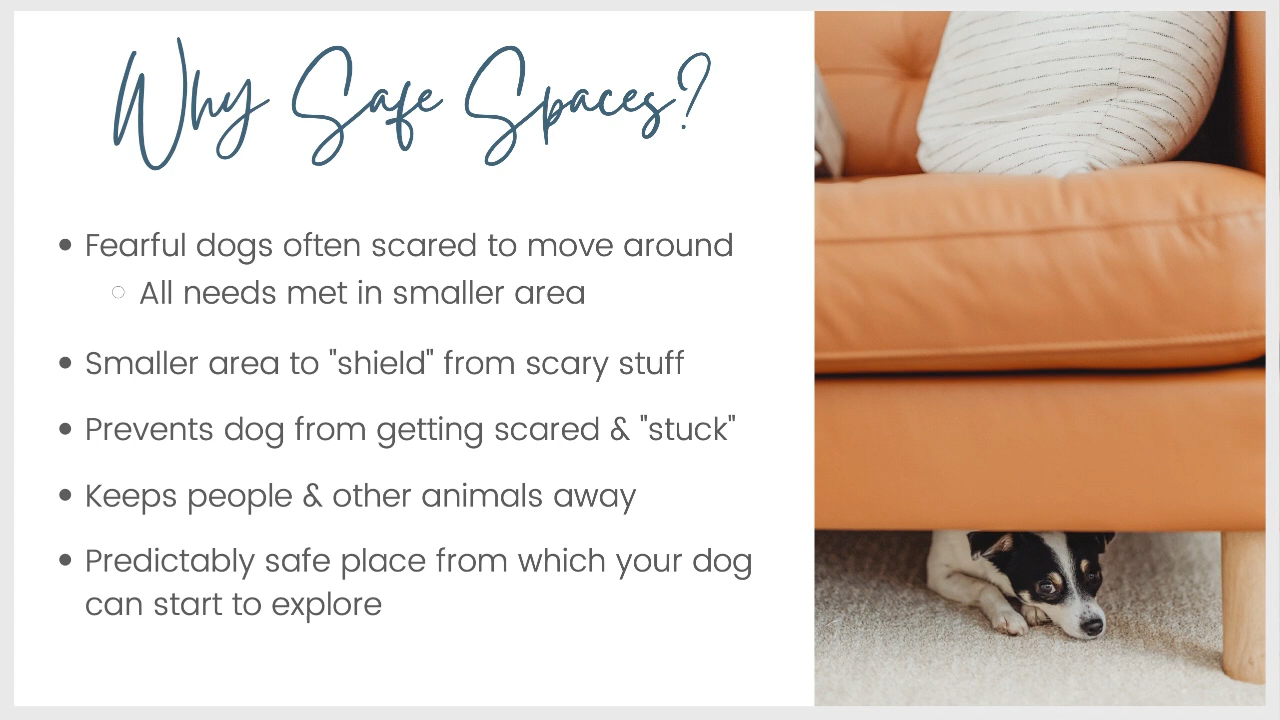 Why Safe Spaces?
• Fearful dogs often scared to move around
○ All needs met in smaller area
• Smaller area to "shield" from scary stuff
• Prevents dog from getting scared & "stuck"
• Keeps people & other animals away
• Predictably safe place from which your dog
can start to explore